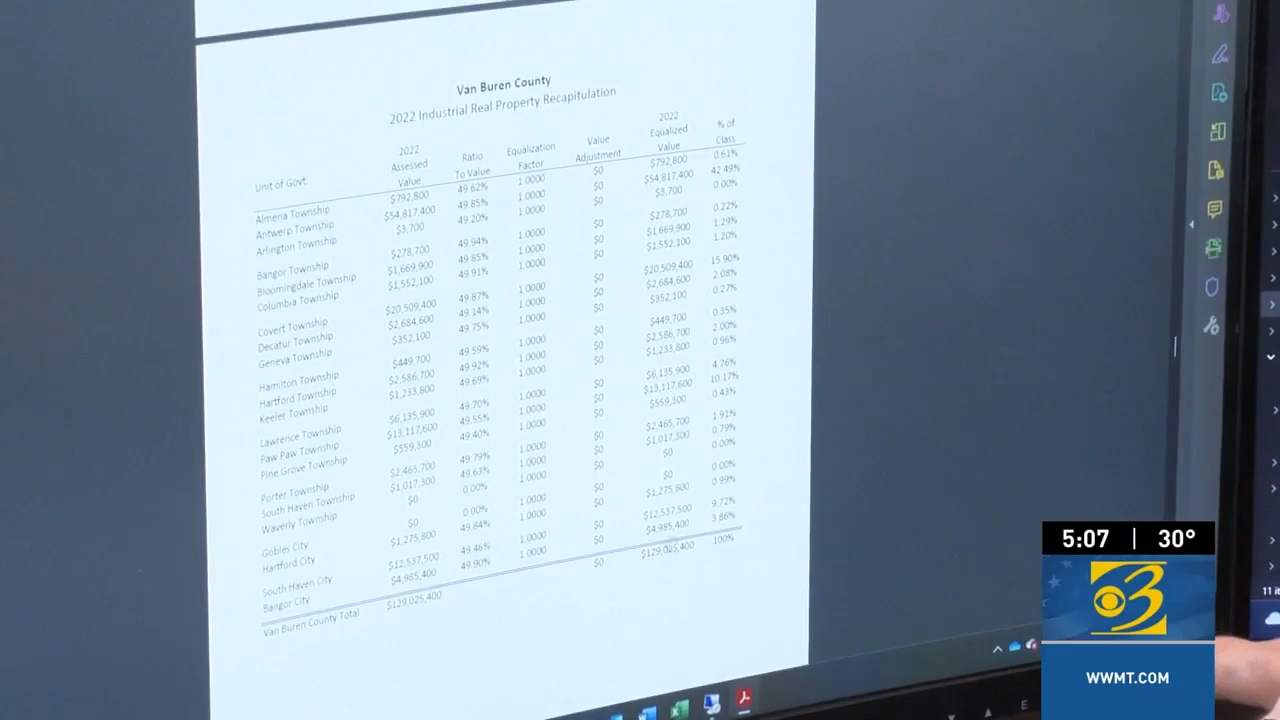 Van Buren County
2022 Industrial Real Property Recapitulation
Unit of Govt. 2022 Assessed Value Ratio To Value Equalization Factor Value Adjustment 2022 Equalized Value % of Class
Almena Township $792,800 49.62% 1.0000 $0 $792,800 0.61%
Antwerp Township $54,817,400 49.85% 1.0000 $0 $54,817,400 42.49%
Arlington Township $3,700 49.20% 1.0000 $0 $3,700 0.00%
Bangor Township $278,700 49.94% 1.0000 $0 $278,700 0.22%
Bloomingdale Township $1,669,900 49.85% 1.0000 $0 $1,669,900 1.29%
Columbia Township $1,552,100 49.91% 1.0000 $0 $1,552,100 1.20%
Covert Township $20,509,400 49.87% 1.0000 $0 $20,509,400 15.90%
Decatur Township $2,684,600 49.14% 1.0000 $0 $2,684,600 2.08%
Geneva Township $352,100 49.75% 1.0000 $0 $352,100 0.27%
Hamilton Township $449,700 49.59% 1.0000 $0 $449,700 0.35%
Hartford Township $2,586,700 49.92% 1.0000 $0 $2,586,700 2.00%
Keeler Township $1,233,800 49.69% 1.0000 $0 $1,233,800 0.96%
Lawrence Township $6,135,900 49.70% 1.0000 $0 $6,135,900 4.76%
Paw Paw Township $13,117,600 49.55% 1.0000 $0 $13,117,600 10.17%
Pine Grove Township $559,300 49.40% 1.0000 $0 $559,300 0.43%
Porter Township $2,465,700 49.79% 1.0000 $0 $2,465,700 1.91%
South Haven Township $1,017,300 49.63% 1.0000 $0 $1,017,300 0.79%
Waverly Township $0 0.00% 1.0000 $0 $0 0.00%
Gobles City $0 0.00% 1.0000 $0 $0 0.00%
Hartford City $1,275,800 49.84% 1.0000 $0 $1,275,800 0.99%
South Haven City $12,537,500 49.46% 1.0000 $0 $12,537,500 9.72%
Bangor City $4,985,400 49.90% 1.0000 $0 $4,985,400 3.86%
Van Buren County Total $129,025,400 $0 $129,025,400 100%
5:07 | 30°
3
WWMT.COM
11 it
E